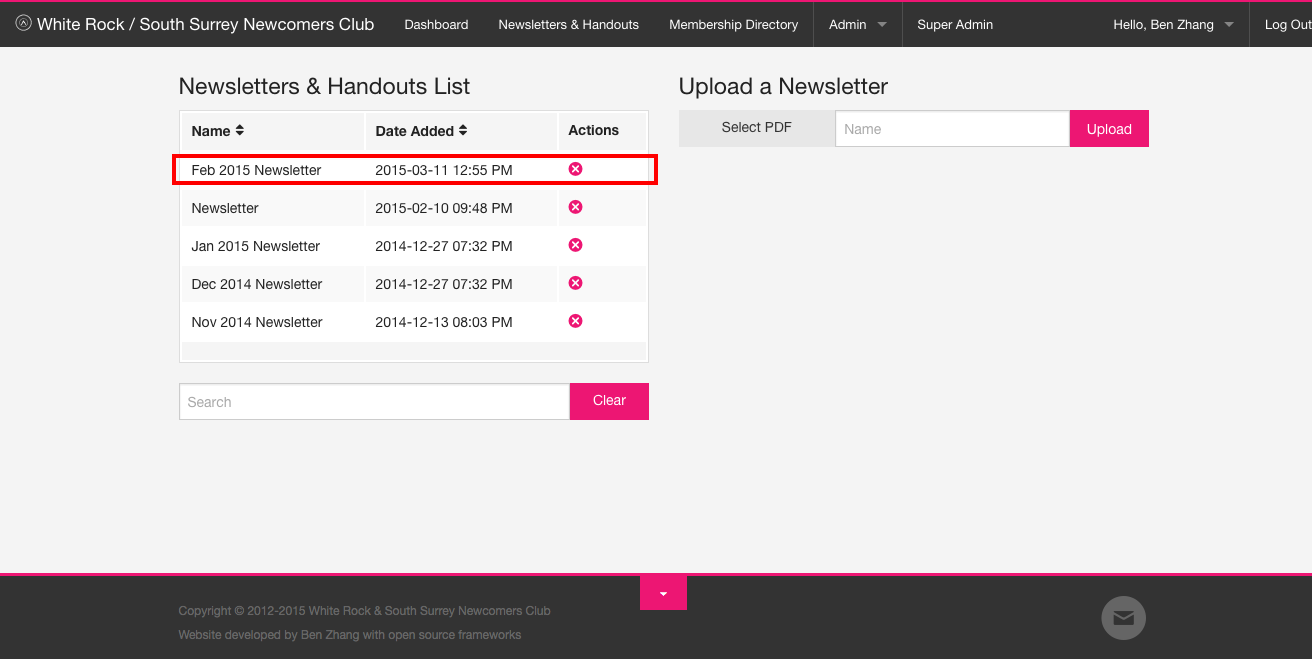 White Rock / South Surrey Newcomers Club Dashboard Newsletters & Handouts Membership Directory Admin Super Admin Hello, Ben Zhang Log Out
Newsletters & Handouts List
Name Date Added Actions
Feb 2015 Newsletter 2015-03-11 12:55 PM
Newsletter 2015-02-10 09:48 PM
Jan 2015 Newsletter 2014-12-27 07:32 PM
Dec 2014 Newsletter 2014-12-27 07:32 PM
Nov 2014 Newsletter 2014-12-13 08:03 PM
Search Clear
Upload a Newsletter
Select PDF Name Upload
Copyright © 2012-2015 White Rock & South Surrey Newcomers Club
Website developed by Ben Zhang with open source frameworks